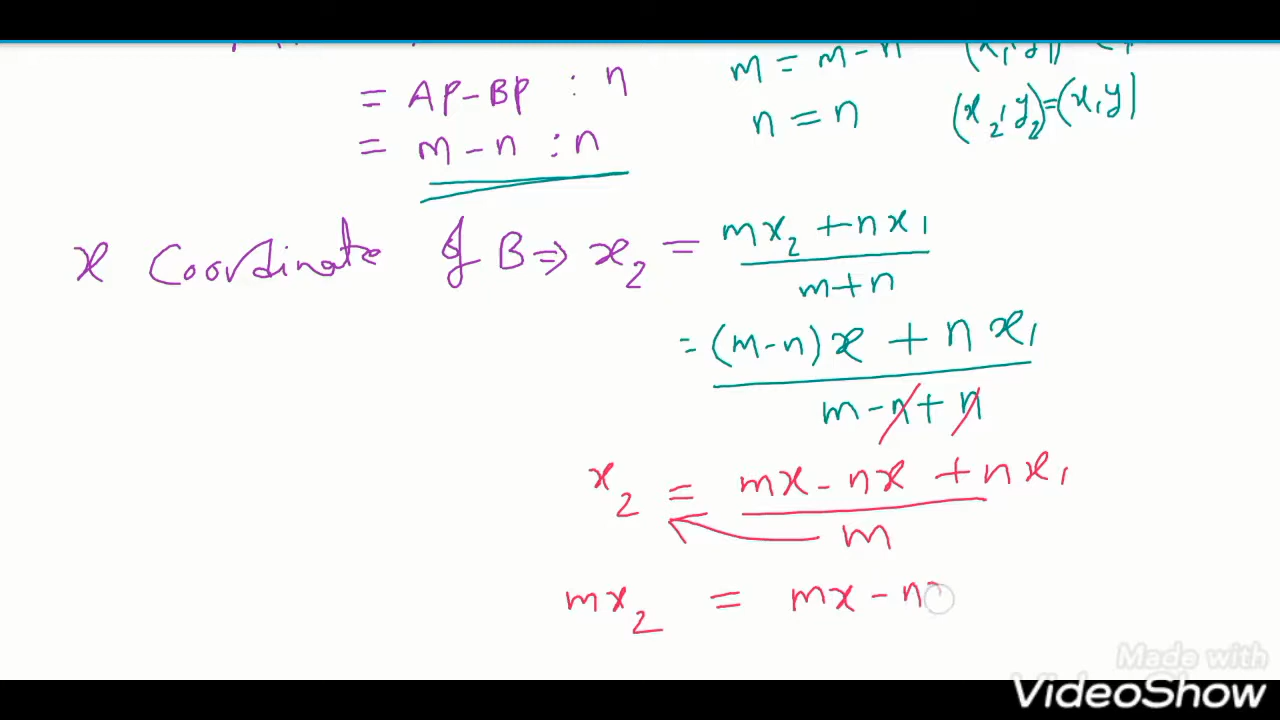 = AP-BP : n
m = m-n
= m-n : n
n = n
(x₂, y₂)=(x, y)
x Coordinate of B ⇒ x₂ = mx₂ + nx₁ / m+n
= (m-n)x + nx₁ / m-n+n
x₂ = mx - nx + nx₁ / m
mx₂ = mx - n
Made with
VideoShow